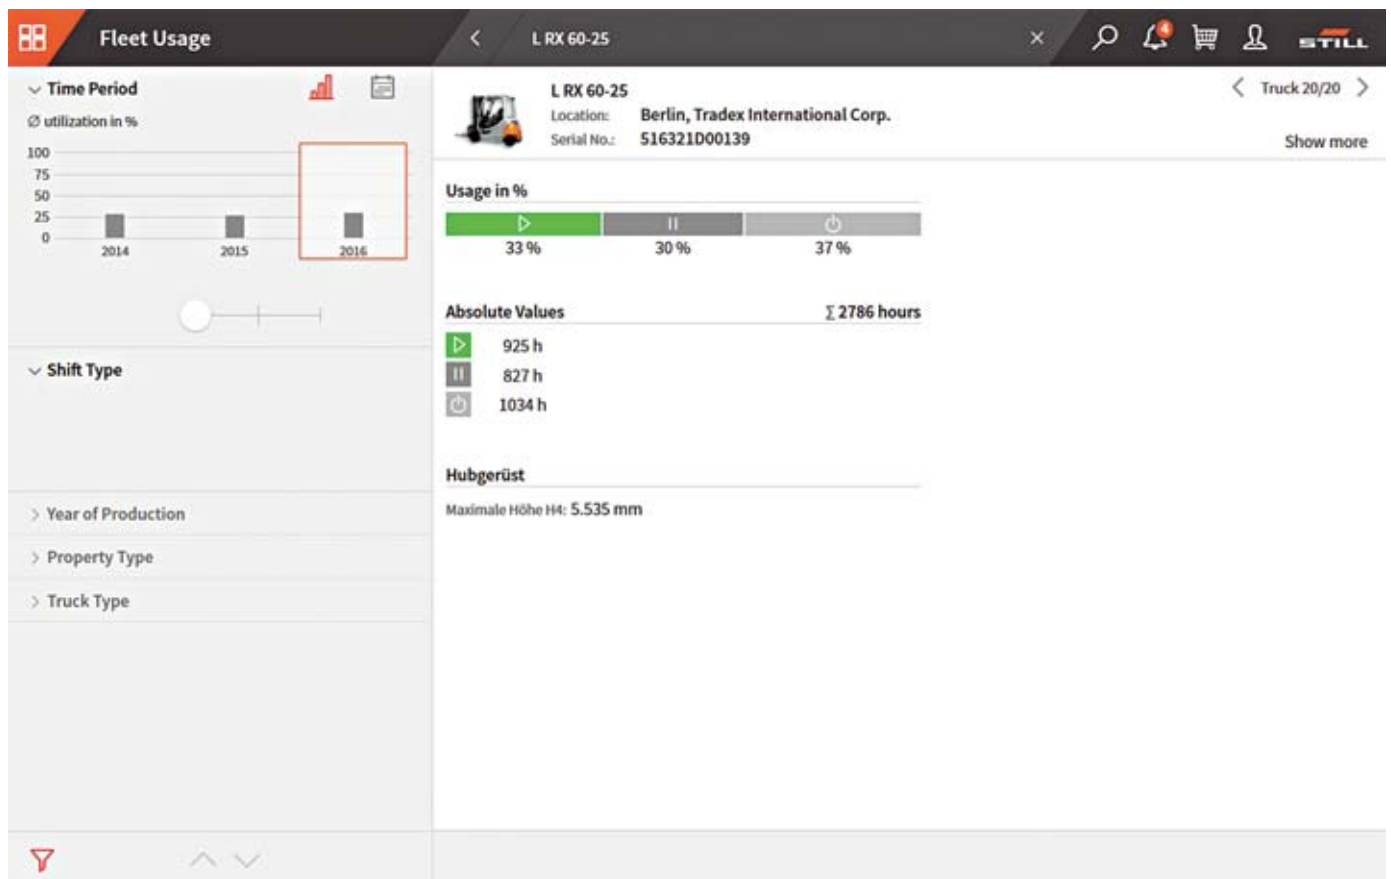 Fleet Usage
L RX 60-25
4
STILL
Time Period
Ø utilization in %
100
75
50
25
0
2014 2015 2016
Shift Type
Year of Production
Property Type
Truck Type
L RX 60-25
Location: Berlin, Tradex International Corp.
Serial No.: 516321D00139
Truck 20/20
Show more
Usage in %
33 % 30 % 37 %
Absolute Values ∑ 2786 hours
925 h
827 h
1034 h
Hubgerüst
Maximale Höhe H4: 5.535 mm